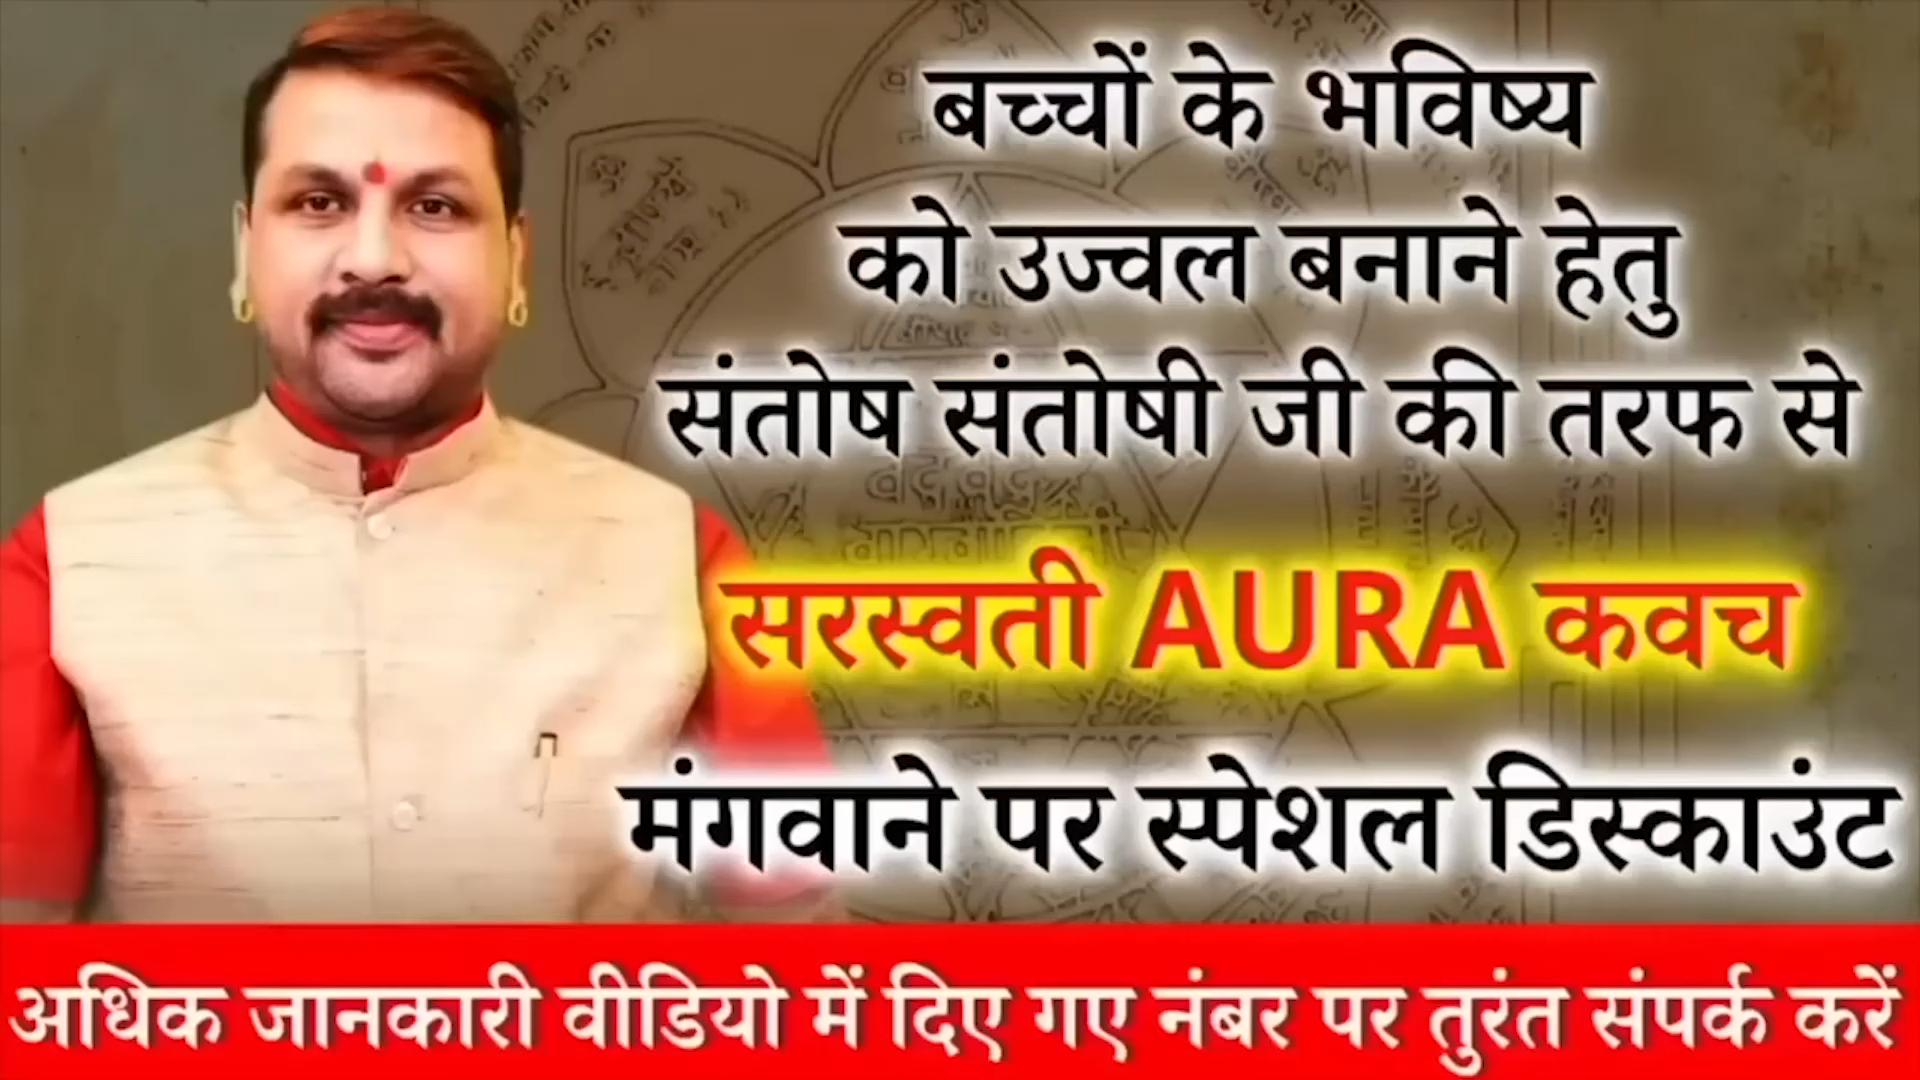 बच्चों के भविष्य
को उज्वल बनाने हेतु
संतोष संतोषी जी की तरफ से
सरस्वती AURA कवच
मंगवाने पर स्पेशल डिस्काउंट
अधिक जानकारी वीडियो में दिए गए नंबर पर तुरंत संपर्क करें